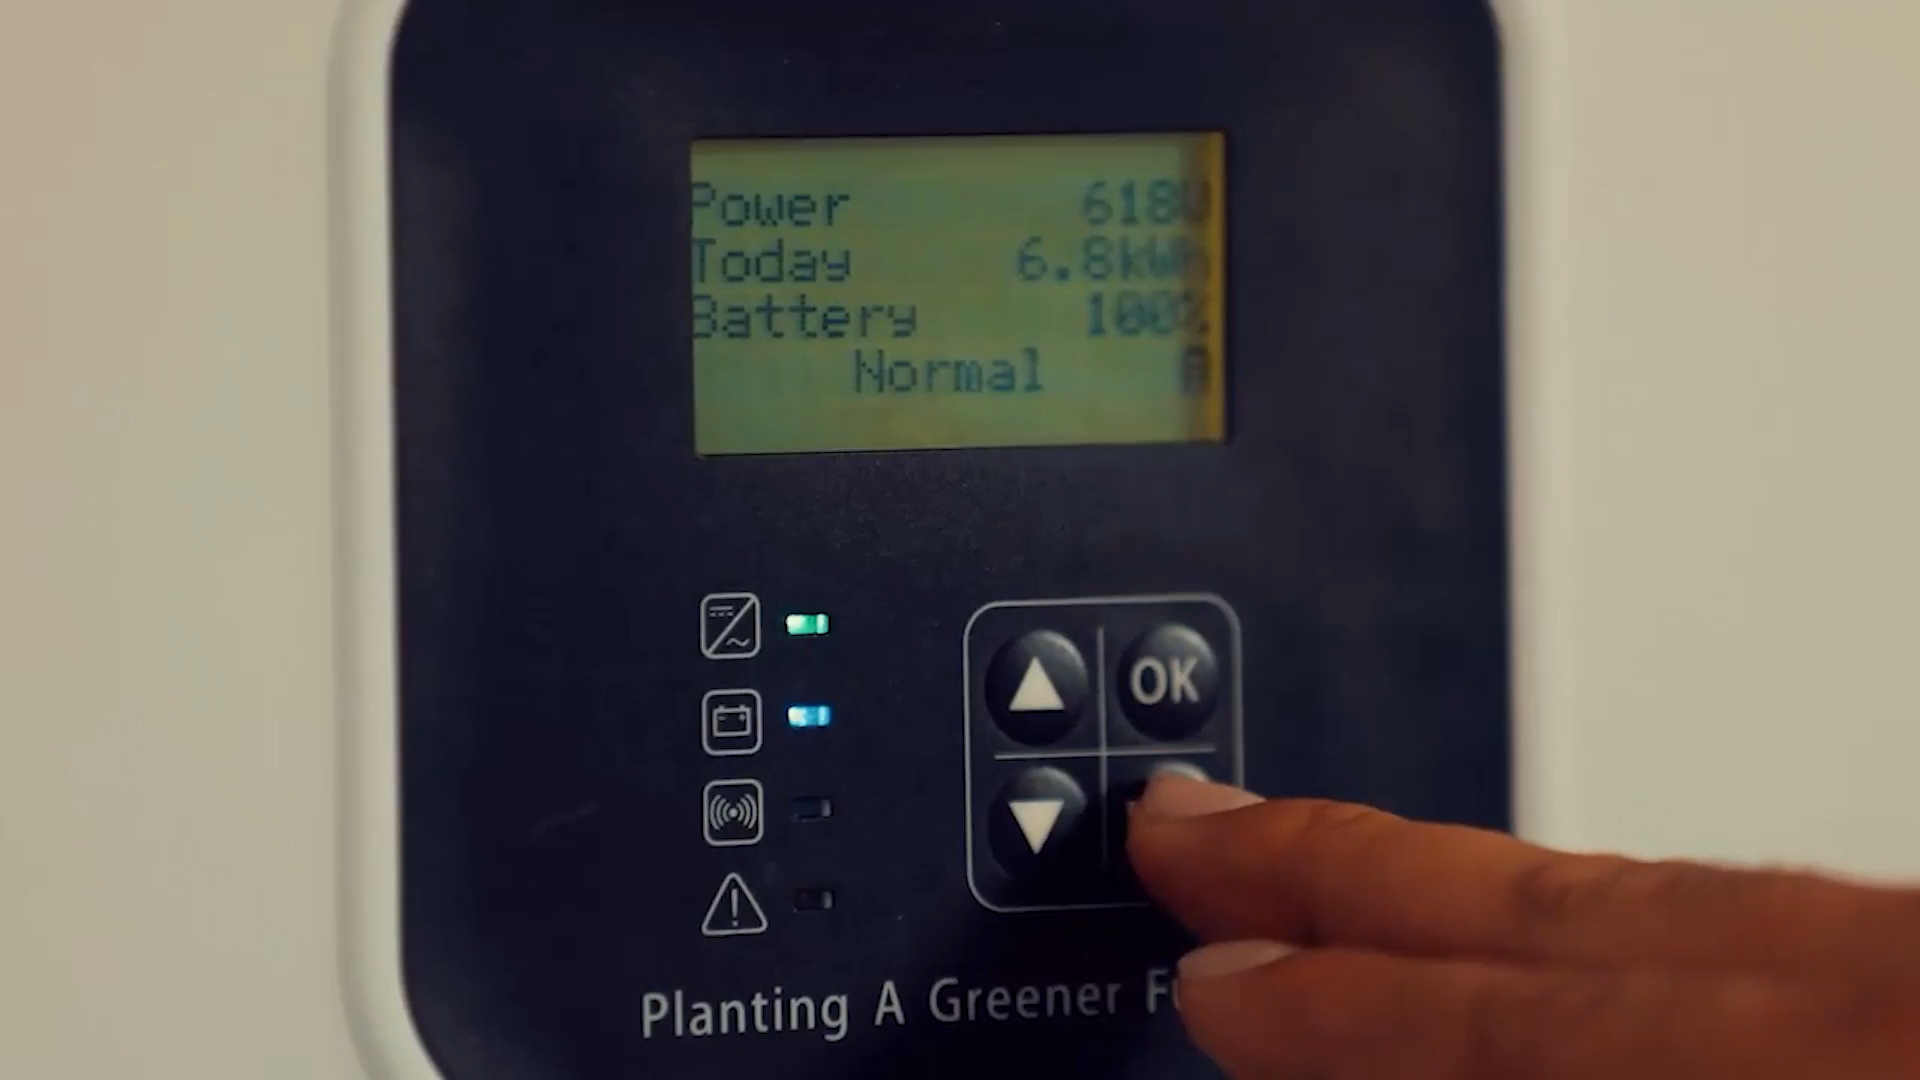 Power 618W
Today 6.8kWh
Battery 100%
Normal
OK
Planting A Greener